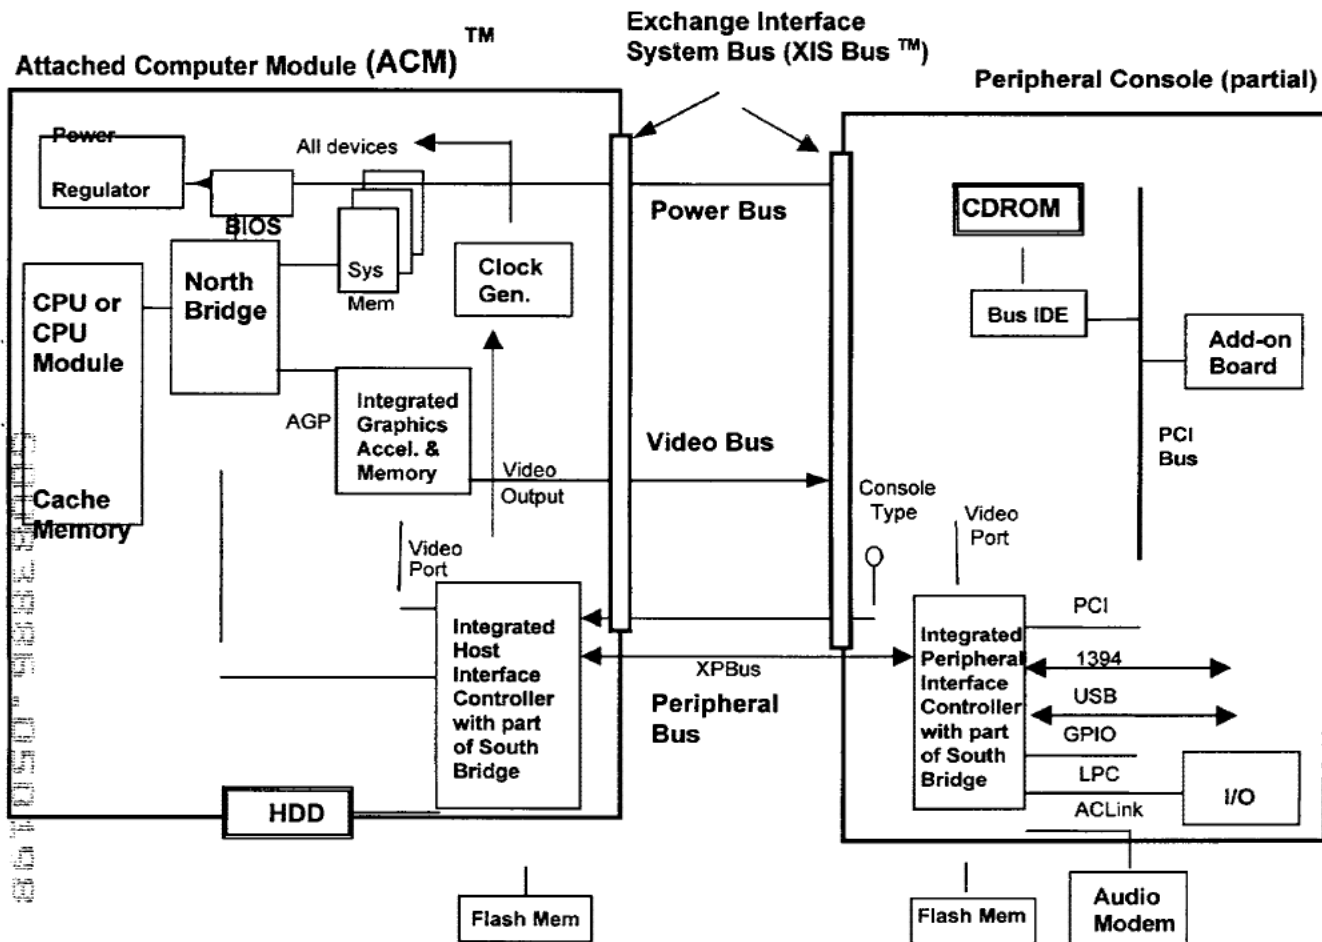 Exchange Interface
System Bus (XIS Bus ™)
Attached Computer Module (ACM) ™
Peripheral Console (partial)
Power
Regulator
All devices
BIOS
Power Bus
CDROM
Sys
Mem
Clock
Gen.
North
Bridge
CPU or
CPU
Module
Cache
Memory
Bus IDE
Add-on
Board
AGP
Integrated
Graphics
Accel. &
Memory
Video Bus
PCI
Bus
Video
Output
Console
Type
Video
Port
Video
Port
Integrated
Host
Interface
Controller
with part
of South
Bridge
XPBus
Peripheral
Bus
Integrated
Peripheral
Interface
Controller
with part
of South
Bridge
PCI
1394
USB
GPIO
LPC
ACLink
I/O
HDD
Flash Mem
Flash Mem
Audio
Modem